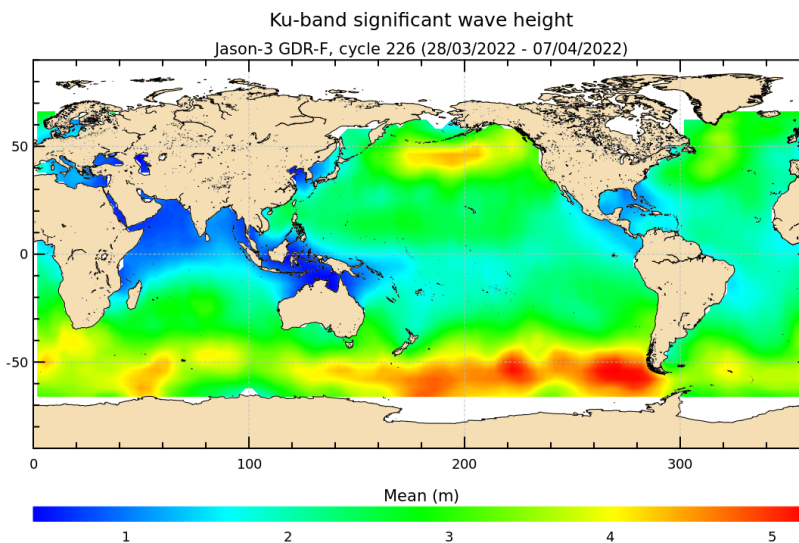 Ku-band significant wave height
Jason-3 GDR-F, cycle 226 (28/03/2022 - 07/04/2022)
50
0
-50
0 100 200 300
Mean (m)
1 2 3 4 5